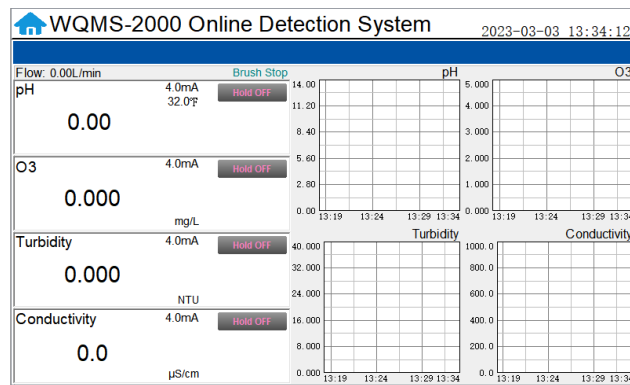 WQMS-2000 Online Detection System
2023-03-03 13:34:12
Flow: 0.00L/min
Brush Stop
pH
4.0mA
32.0℉
Hold OFF
0.00
O3
4.0mA
Hold OFF
0.000
mg/L
Turbidity
4.0mA
Hold OFF
0.000
NTU
Conductivity
4.0mA
Hold OFF
0.0
µS/cm
pH
14.00
11.20
8.40
5.60
2.80
0.00
13:19 13:24 13:29 13:34
O3
5.000
4.000
3.000
2.000
1.000
0.000
13:19 13:24 13:29 13:34
Turbidity
40.000
32.000
24.000
16.000
8.000
0.000
13:19 13:24 13:29 13:34
Conductivity
1000.0
800.0
600.0
400.0
200.0
0.0
13:19 13:24 13:29 13:34